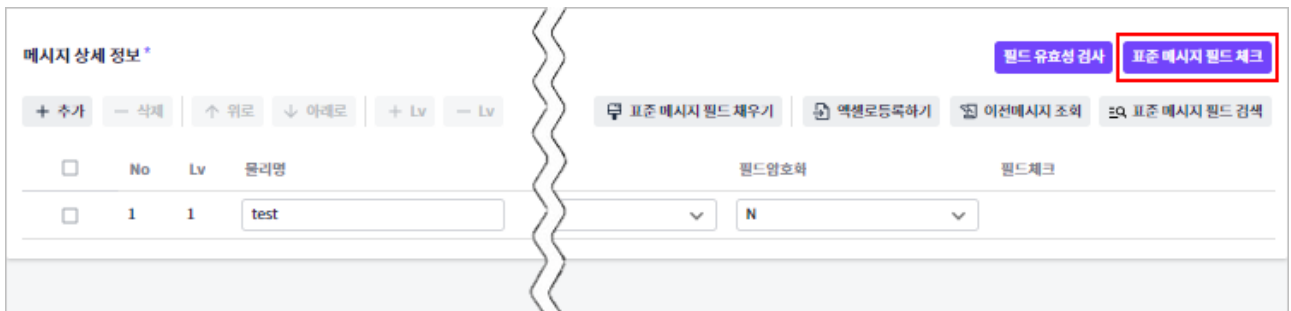 메시지 상세 정보 *
필드 유효성 검사 표준 메시지 필드 체크
+ 추가 − 삭제 ↑ 위로 ↓ 아래로 + Lv − Lv 표준 메시지 필드 채우기 엑셀로등록하기 이전메시지 조회 표준 메시지 필드 검색
No Lv 물리명 필드암호화 필드체크
1 1 test N